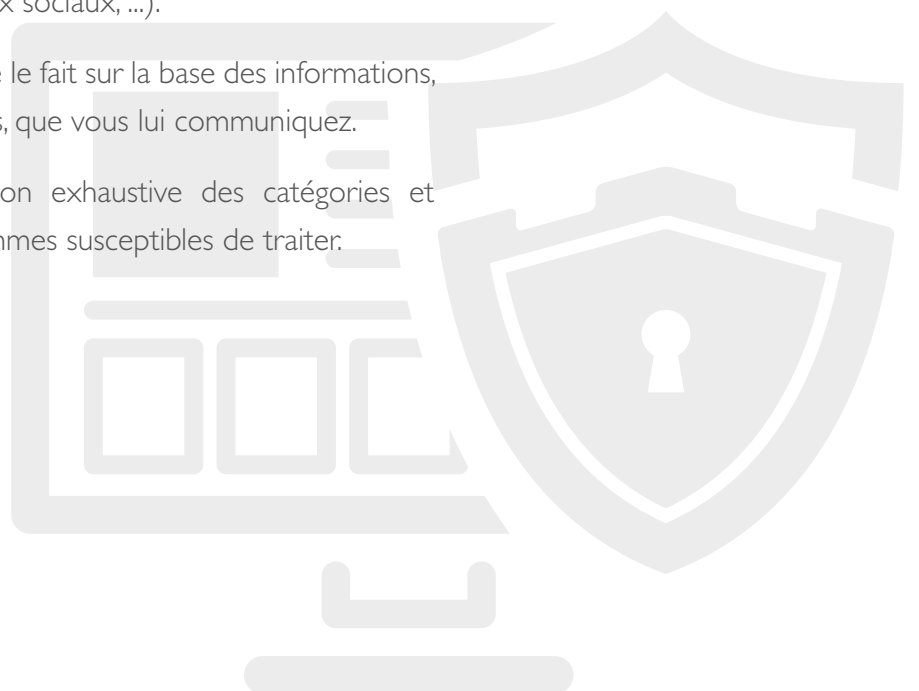 x sociaux, ...).
e le fait sur la base des informations,
s, que vous lui communiquez.
on exhaustive des catégories et
mmes susceptibles de traiter.